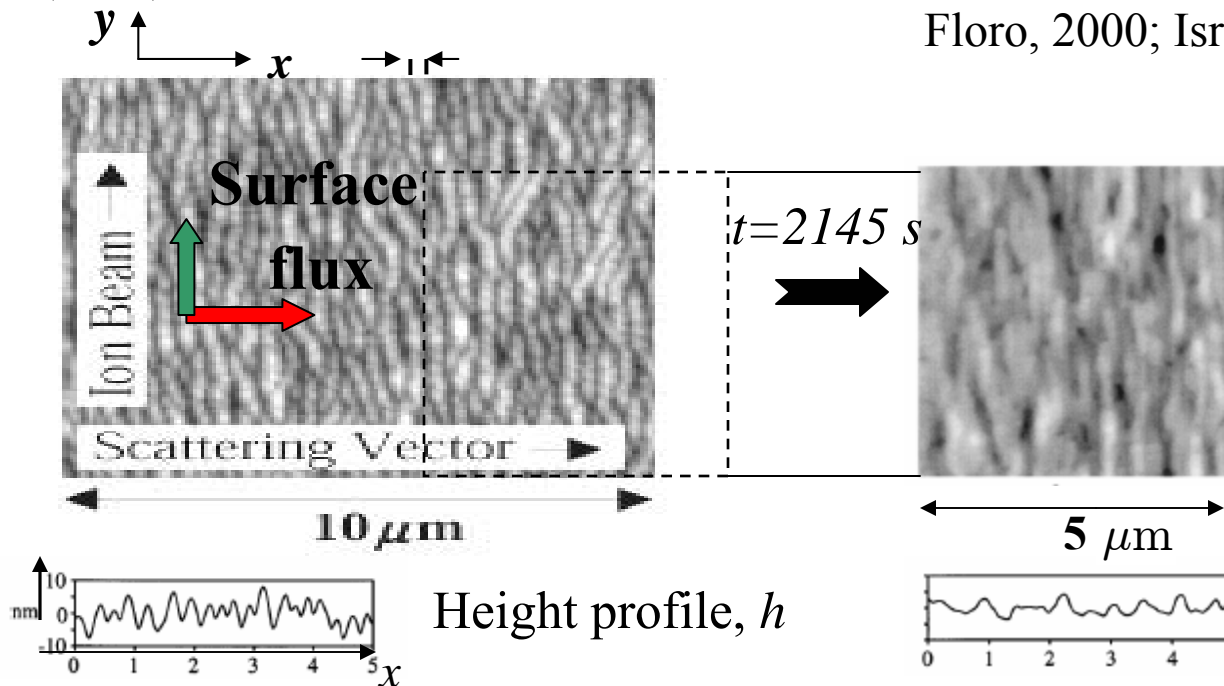 Floro, 2000; Isr
y
x
Surface
flux
Ion Beam
Scattering Vector
t=2145 s
10 μm
5 μm
10
nm
0
-10
0 1 2 3 4 5
x
Height profile, h
0 1 2 3 4